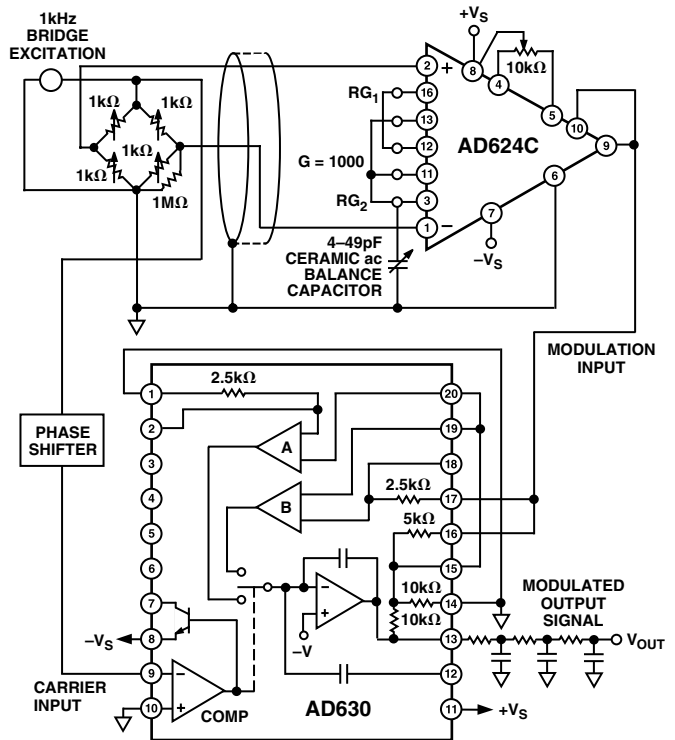 1kHz
BRIDGE
EXCITATION
1kΩ
1kΩ
1kΩ
1kΩ
1MΩ
+VS
2
+
8
4
10kΩ
5
10
9
6
7
–VS
RG1
16
13
12
G = 1000
11
RG2
3
1
–
AD624C
4–49pF
CERAMIC ac
BALANCE
CAPACITOR
MODULATION
INPUT
PHASE
SHIFTER
1
2
3
4
5
6
7
8
9
10
2.5kΩ
A
B
20
19
18
17
16
15
14
13
12
11
2.5kΩ
5kΩ
10kΩ
10kΩ
–
+
–V
–VS
CARRIER
INPUT
–
+
COMP
AD630
+VS
MODULATED
OUTPUT
SIGNAL
VOUT